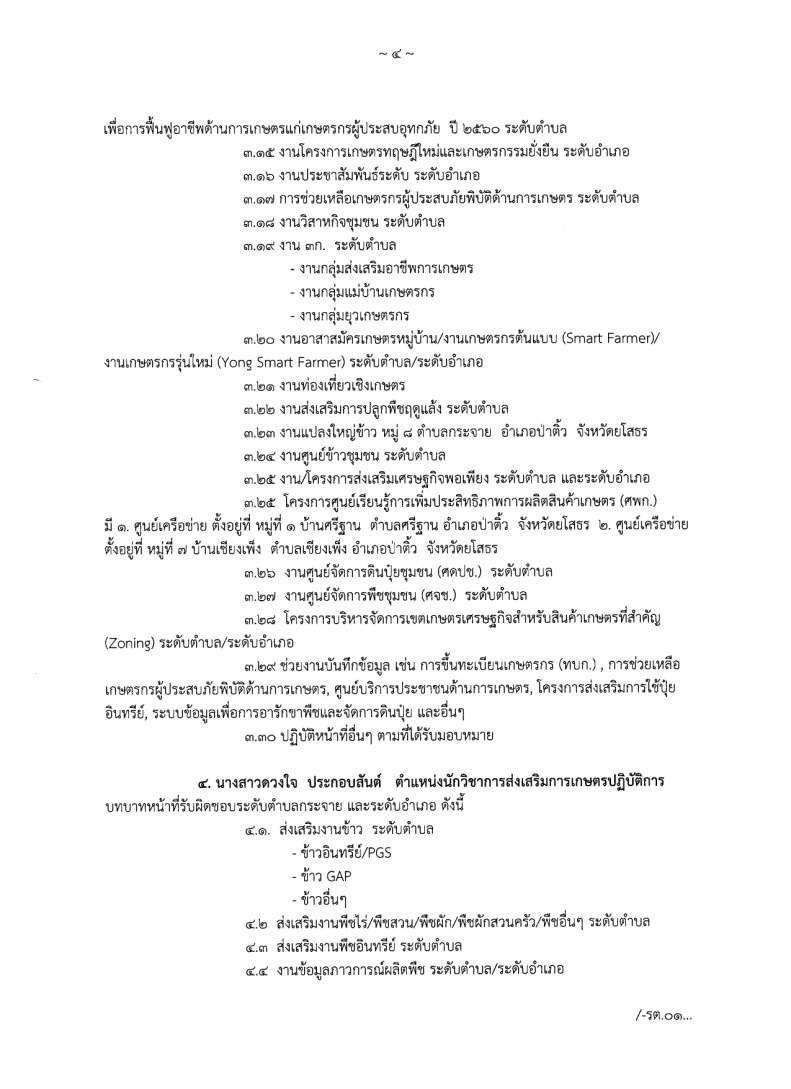 ~ ๔ ~
เพื่อการฟื้นฟูอาชีพด้านการเกษตรแก่เกษตรกรผู้ประสบอุทกภัย ปี ๒๕๖๐ ระดับตำบล
๓.๑๕ งานโครงการเกษตรทฤษฎีใหม่และเกษตรกรรมยั่งยืน ระดับอำเภอ
๓.๑๖ งานประชาสัมพันธ์ระดับ ระดับอำเภอ
๓.๑๗ การช่วยเหลือเกษตรกรผู้ประสบภัยพิบัติด้านการเกษตร ระดับตำบล
๓.๑๘ งานวิสาหกิจชุมชน ระดับตำบล
๓.๑๙ งาน ๓ก. ระดับตำบล
- งานกลุ่มส่งเสริมอาชีพการเกษตร
- งานกลุ่มแม่บ้านเกษตรกร
- งานกลุ่มยุวเกษตรกร
๓.๒๐ งานอาสาสมัครเกษตรหมู่บ้าน/งานเกษตรกรต้นแบบ (Smart Farmer)/
งานเกษตรกรรุ่นใหม่ (Yong Smart Farmer) ระดับตำบล/ระดับอำเภอ
๓.๒๑ งานท่องเที่ยวเชิงเกษตร
๓.๒๒ งานส่งเสริมการปลูกพืชฤดูแล้ง ระดับตำบล
๓.๒๓ งานแปลงใหญ่ข้าว หมู่ ๘ ตำบลกระจาย อำเภอป่าติ้ว จังหวัดยโสธร
๓.๒๔ งานศูนย์ข้าวชุมชน ระดับตำบล
๓.๒๕ งาน/โครงการส่งเสริมเศรษฐกิจพอเพียง ระดับตำบล และระดับอำเภอ
๓.๒๕ โครงการศูนย์เรียนรู้การเพิ่มประสิทธิภาพการผลิตสินค้าเกษตร (ศพก.)
มี ๑. ศูนย์เครือข่าย ตั้งอยู่ที่ หมู่ที่ ๑ บ้านศรีฐาน ตำบลศรีฐาน อำเภอป่าติ้ว จังหวัดยโสธร ๒. ศูนย์เครือข่าย
ตั้งอยู่ที่ หมู่ที่ ๗ บ้านเชียงเพ็ง ตำบลเชียงเพ็ง อำเภอป่าติ้ว จังหวัดยโสธร
๓.๒๖ งานศูนย์จัดการดินปุ๋ยชุมชน (ศดปช.) ระดับตำบล
๓.๒๗ งานศูนย์จัดการพืชชุมชน (ศจช.) ระดับตำบล
๓.๒๘ โครงการบริหารจัดการเขตเกษตรเศรษฐกิจสำหรับสินค้าเกษตรที่สำคัญ
(Zoning) ระดับตำบล/ระดับอำเภอ
๓.๒๙ ช่วยงานบันทึกข้อมูล เช่น การขึ้นทะเบียนเกษตรกร (ทบก.) , การช่วยเหลือ
เกษตรกรผู้ประสบภัยพิบัติด้านการเกษตร, ศูนย์บริการประชาชนด้านการเกษตร, โครงการส่งเสริมการใช้ปุ๋ย
อินทรีย์, ระบบข้อมูลเพื่อการอารักขาพืชและจัดการดินปุ๋ย และอื่นๆ
๓.๓๐ ปฏิบัติหน้าที่อื่นๆ ตามที่ได้รับมอบหมาย
๔. นางสาวดวงใจ ประกอบสันต์ ตำแหน่งนักวิชาการส่งเสริมการเกษตรปฏิบัติการ
บทบาทหน้าที่รับผิดชอบระดับตำบลกระจาย และระดับอำเภอ ดังนี้
๔.๑. ส่งเสริมงานข้าว ระดับตำบล
- ข้าวอินทรีย์/PGS
- ข้าว GAP
- ข้าวอื่นๆ
๔.๒ ส่งเสริมงานพืชไร่/พืชสวน/พืชผัก/พืชผักสวนครัว/พืชอื่นๆ ระดับตำบล
๔.๓ ส่งเสริมงานพืชอินทรีย์ ระดับตำบล
๔.๔ งานข้อมูลภาวการณ์ผลิตพืช ระดับตำบล/ระดับอำเภอ
/-รต.๐๑...